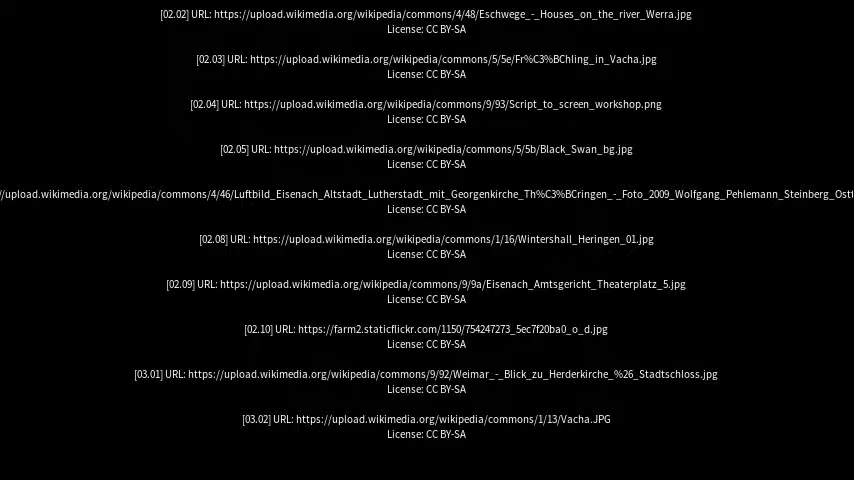 [02.02] URL: https://upload.wikimedia.org/wikipedia/commons/4/48/Eschwege_-_Houses_on_the_river_Werra.jpg
License: CC BY-SA
[02.03] URL: https://upload.wikimedia.org/wikipedia/commons/5/5e/Fr%C3%BChling_in_Vacha.jpg
License: CC BY-SA
[02.04] URL: https://upload.wikimedia.org/wikipedia/commons/9/93/Script_to_screen_workshop.png
License: CC BY-SA
[02.05] URL: https://upload.wikimedia.org/wikipedia/commons/5/5b/Black_Swan_bg.jpg
License: CC BY-SA
//upload.wikimedia.org/wikipedia/commons/4/46/Luftbild_Eisenach_Altstadt_Lutherstadt_mit_Georgenkirche_Th%C3%BCringen_-_Foto_2009_Wolfgang_Pehlemann_Steinberg_Ostt
License: CC BY-SA
[02.08] URL: https://upload.wikimedia.org/wikipedia/commons/1/16/Wintershall_Heringen_01.jpg
License: CC BY-SA
[02.09] URL: https://upload.wikimedia.org/wikipedia/commons/9/9a/Eisenach_Amtsgericht_Theaterplatz_5.jpg
License: CC BY-SA
[02.10] URL: https://farm2.staticflickr.com/1150/754247273_5ec7f20ba0_o_d.jpg
License: CC BY-SA
[03.01] URL: https://upload.wikimedia.org/wikipedia/commons/9/92/Weimar_-_Blick_zu_Herderkirche_%26_Stadtschloss.jpg
License: CC BY-SA
[03.02] URL: https://upload.wikimedia.org/wikipedia/commons/1/13/Vacha.JPG
License: CC BY-SA